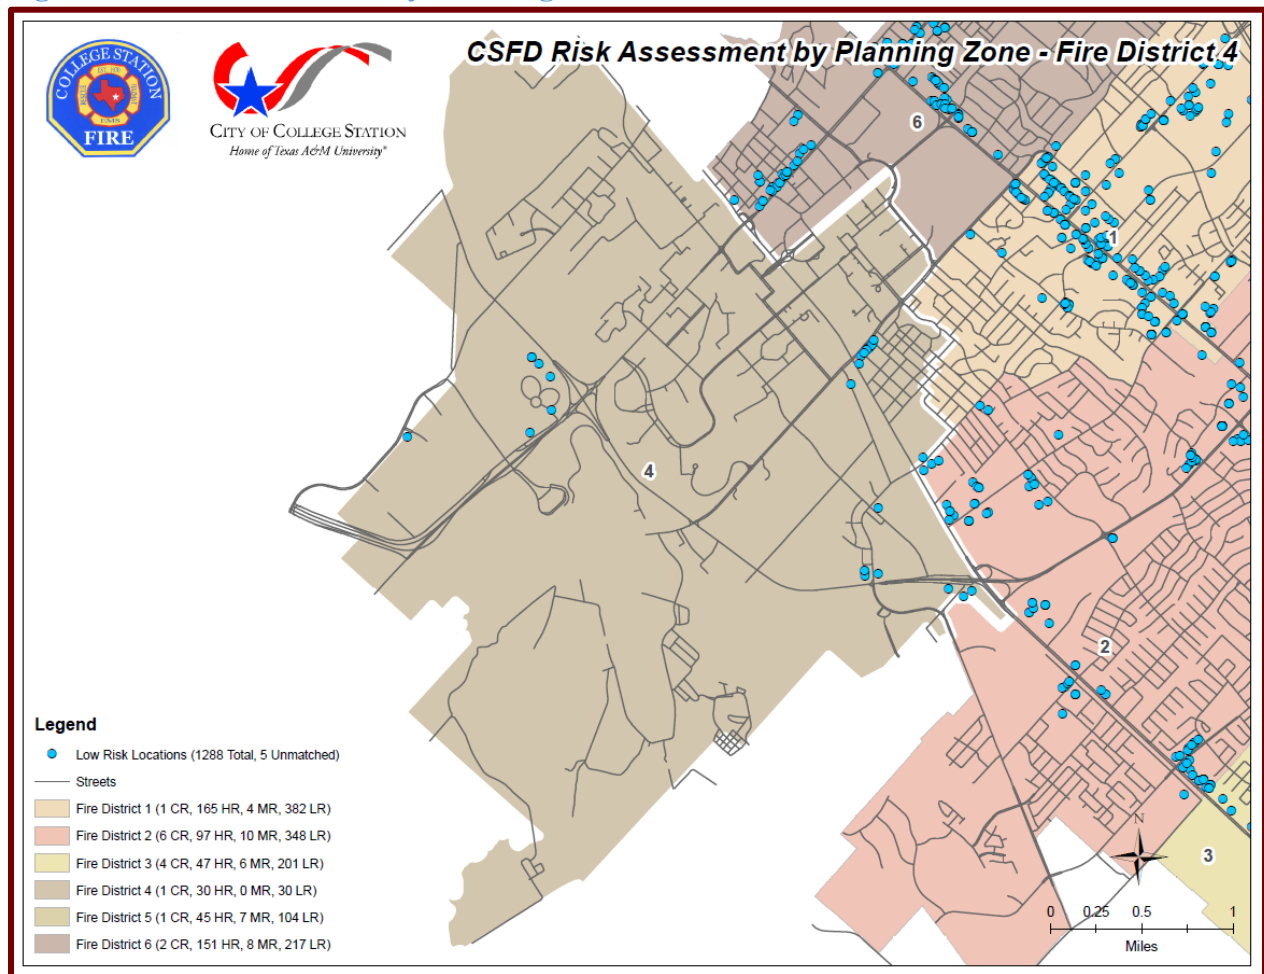 CSFD Risk Assessment by Planning Zone - Fire District 4
COLLEGE STATION
FIRE
CITY OF COLLEGE STATION
Home of Texas A&M University®
6
1
4
2
3
Legend
Low Risk Locations (1288 Total, 5 Unmatched)
Streets
Fire District 1 (1 CR, 165 HR, 4 MR, 382 LR)
Fire District 2 (6 CR, 97 HR, 10 MR, 348 LR)
Fire District 3 (4 CR, 47 HR, 6 MR, 201 LR)
Fire District 4 (1 CR, 30 HR, 0 MR, 30 LR)
Fire District 5 (1 CR, 45 HR, 7 MR, 104 LR)
Fire District 6 (2 CR, 151 HR, 8 MR, 217 LR)
N
0 0.25 0.5 1
Miles